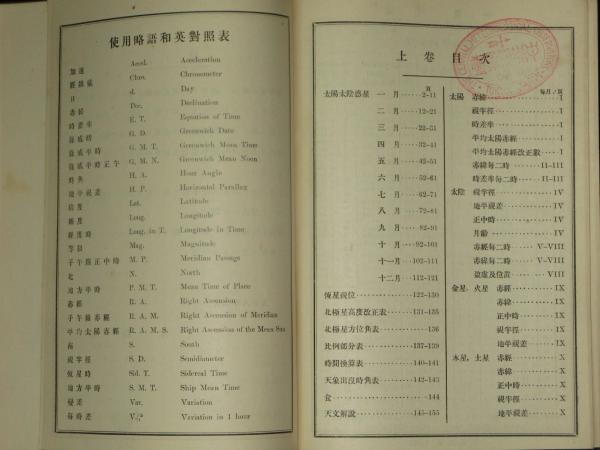 使用略語和英對照表
加速 Accl. Acceleration
經線儀 Chro. Chronometer
日 d. Day
赤緯 Dec. Declination
時差率 E. T. Equation of Time
綠威時 G. D. Greenwich Date
綠威平時 G. M. T. Greenwich Mean Time
綠威平時正午 G. M. N. Greenwich Mean Noon
時角 H. A. Hour Angle
地平視差 H. P. Horizontal Parallax
緯度 Lat. Latitude
經度 Long. Longitude
經度時 Long. in T. Longitude in Time
等級 Mag. Magnitude
子午線正中時 M. P. Meridian Passage
北 N. North
地方平時 P. M. T. Mean Time of Place
赤經 R. A. Right Ascension
子午線赤經 R. A. M. Right Ascension of Meridian
平均太陽赤經 R. A. M. S. Right Ascension of the Mean Sun
南 S. South
視半徑 S. D. Semidiameter
恆星時 Sid. T. Sidereal Time
地方平時 S. M. T. Ship Mean Time
變差 Var. Variation
每時差 Variation in 1 hour
上卷目次
頁
太陽太陰惑星 一月 2-11
二月 12-21
三月 22-31
四月 32-41
五月 42-51
六月 52-61
七月 62-71
八月 72-81
九月 82-91
十月 92-101
十一月 102-111
十二月 112-121
恆星視位 122-130
北極星高度改正表 131-135
北極星方位角表 136
比例部分表 137-139
時間換算表 140-141
天象出沒時角表 142-143
食 144
天文解說 145-155
每月ノ頁
太陽 赤緯 I
視半徑 I
時差率 I
平均太陽赤經 I
平均太陽赤經改正數 I
赤緯每二時 II-III
時差率每二時 II-III
太陰 視半徑 IV
地平視差 IV
正中時 IV
月齡 IV
赤經每二時 V-VIII
赤緯每二時 V-VIII
盈虛及位置 VIII
金星，火星 赤經 IX
赤緯 IX
正中時 IX
視半徑 IX
地平視差 IX
木星，土星 赤經 X
赤緯 X
正中時 X
視半徑 X
地平視差 X